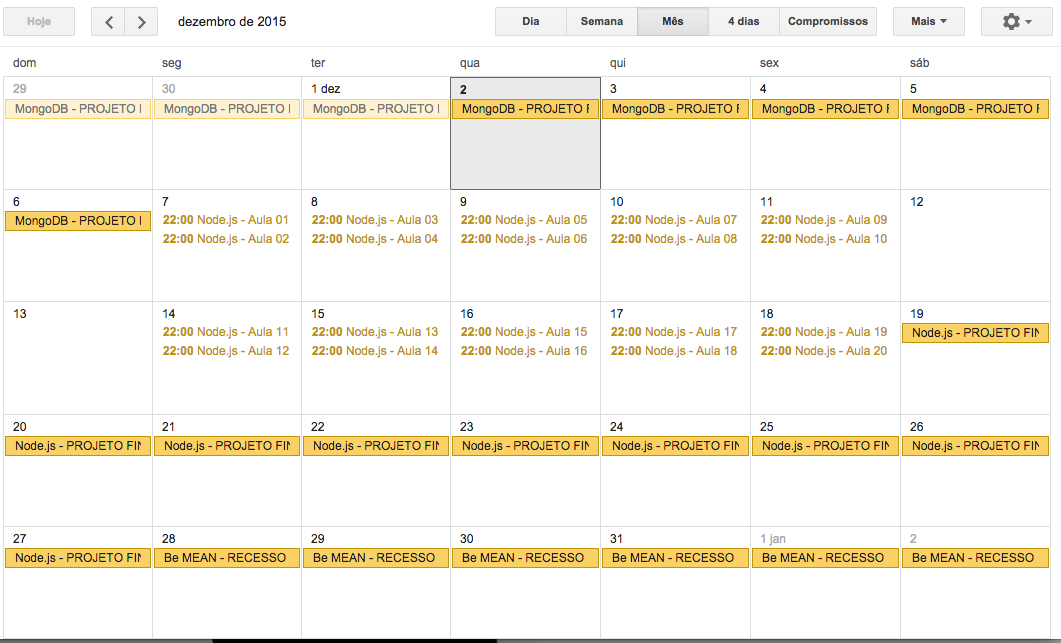 Hoje dezembro de 2015 Dia Semana Mês 4 dias Compromissos Mais
dom seg ter qua qui sex sáb
29 30 1 dez 2 3 4 5
MongoDB - PROJETO MongoDB - PROJETO MongoDB - PROJETO MongoDB - PROJETO MongoDB - PROJETO MongoDB - PROJETO MongoDB - PROJETO
6 7 8 9 10 11 12
MongoDB - PROJETO 22:00 Node.js - Aula 01 22:00 Node.js - Aula 03 22:00 Node.js - Aula 05 22:00 Node.js - Aula 07 22:00 Node.js - Aula 09
22:00 Node.js - Aula 02 22:00 Node.js - Aula 04 22:00 Node.js - Aula 06 22:00 Node.js - Aula 08 22:00 Node.js - Aula 10
13 14 15 16 17 18 19
22:00 Node.js - Aula 11 22:00 Node.js - Aula 13 22:00 Node.js - Aula 15 22:00 Node.js - Aula 17 22:00 Node.js - Aula 19 Node.js - PROJETO FIN
22:00 Node.js - Aula 12 22:00 Node.js - Aula 14 22:00 Node.js - Aula 16 22:00 Node.js - Aula 18 22:00 Node.js - Aula 20
20 21 22 23 24 25 26
Node.js - PROJETO FIN Node.js - PROJETO FIN Node.js - PROJETO FIN Node.js - PROJETO FIN Node.js - PROJETO FIN Node.js - PROJETO FIN Node.js - PROJETO FIN
27 28 29 30 31 1 jan 2
Node.js - PROJETO FIN Be MEAN - RECESSO Be MEAN - RECESSO Be MEAN - RECESSO Be MEAN - RECESSO Be MEAN - RECESSO Be MEAN - RECESSO